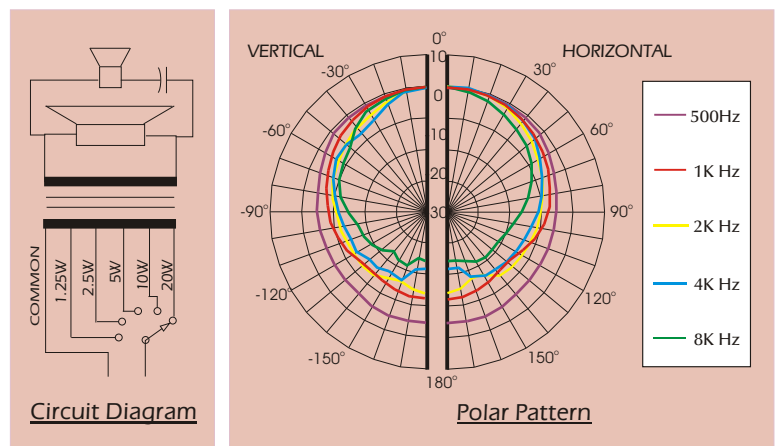 COMMON
1.25W
2.5W
5W
10W
20W
Circuit Diagram
VERTICAL
HORIZONTAL
0°
-30°
30°
-60°
60°
-90°
90°
-120°
120°
-150°
150°
180°
10
0
10
20
30
500Hz
1K Hz
2K Hz
4K Hz
8K Hz
Polar Pattern